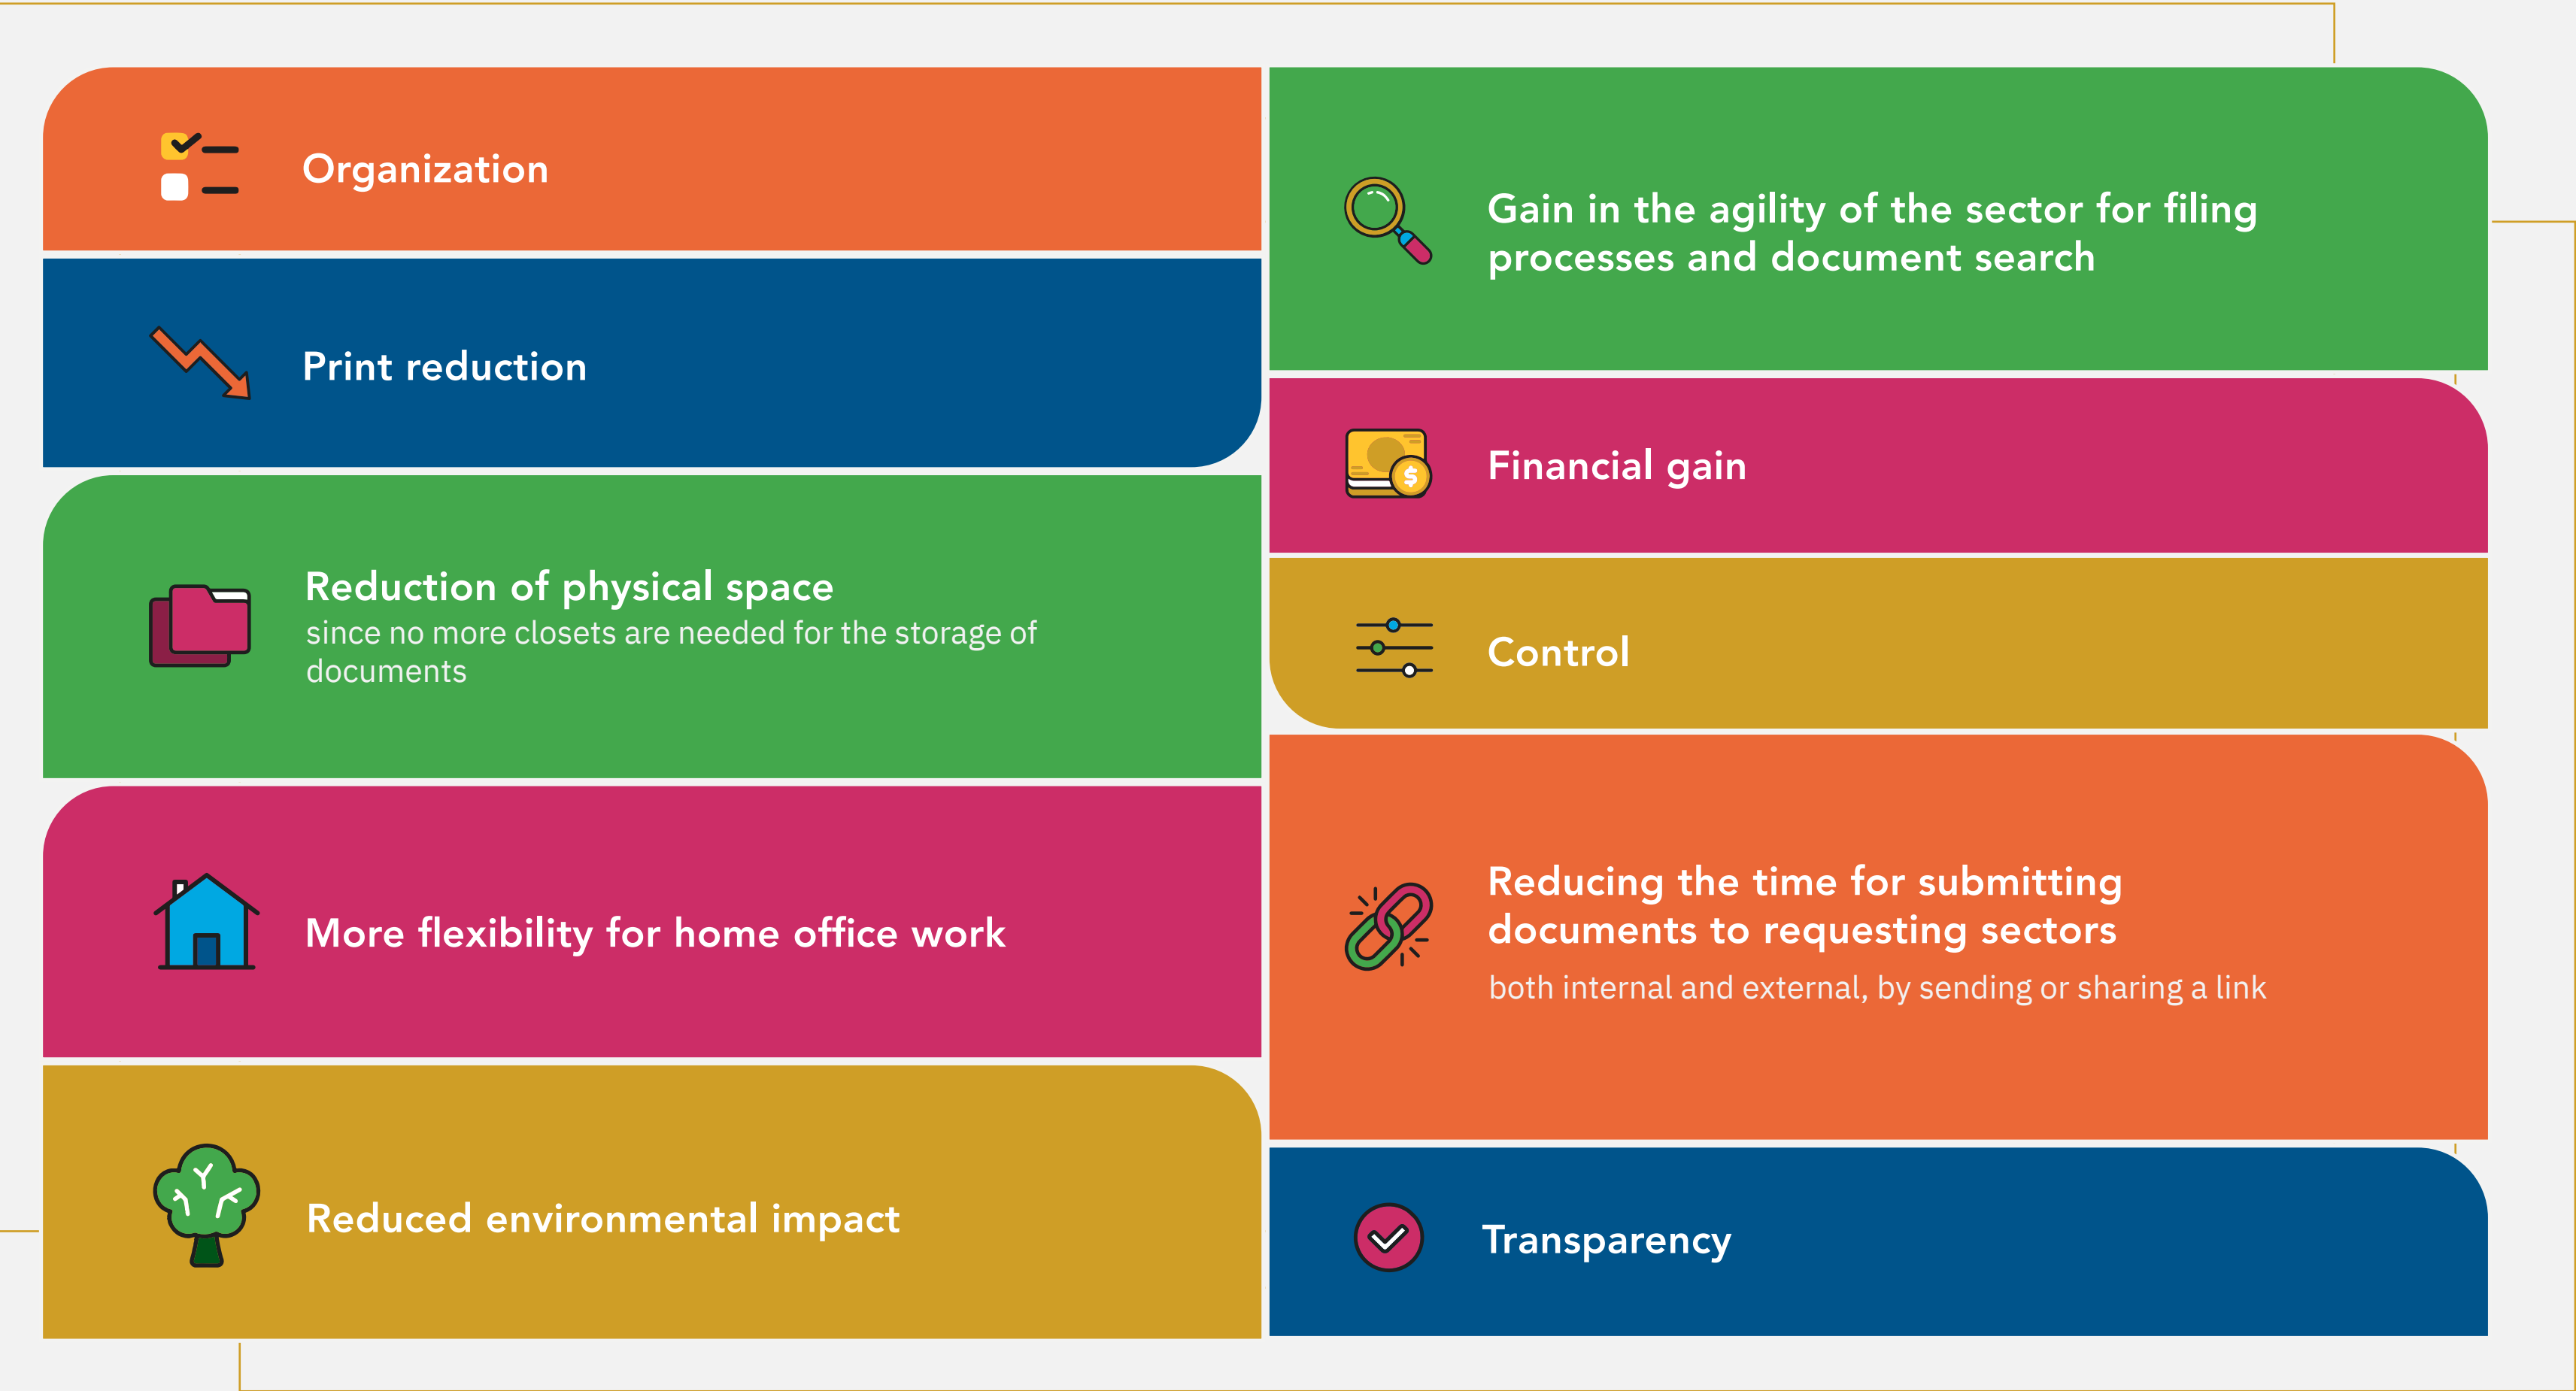 Organization
Print reduction
Reduction of physical space
since no more closets are needed for the storage of
documents
More flexibility for home office work
Reduced environmental impact
Gain in the agility of the sector for filing
processes and document search
Financial gain
Control
Reducing the time for submitting
documents to requesting sectors
both internal and external, by sending or sharing a link
Transparency